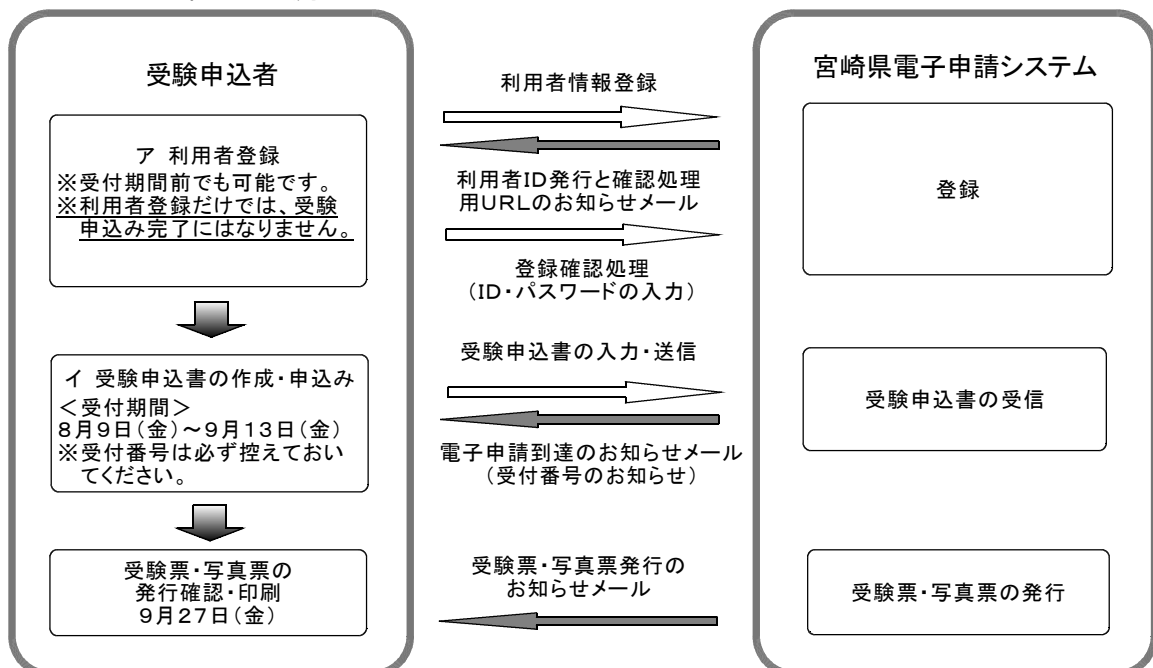 受験申込者
ア 利用者登録
※受付期間前でも可能です。
※利用者登録だけでは、受験
申込み完了にはなりません。
イ 受験申込書の作成・申込み
<受付期間>
8月9日(金)~9月13日(金)
※受付番号は必ず控えておい
てください。
受験票・写真票の
発行確認・印刷
9月27日(金)
利用者情報登録
利用者ID発行と確認処理
用URLのお知らせメール
登録確認処理
(ID・パスワードの入力)
受験申込書の入力・送信
電子申請到達のお知らせメール
(受付番号のお知らせ)
受験票・写真票発行の
お知らせメール
宮崎県電子申請システム
登録
受験申込書の受信
受験票・写真票の発行